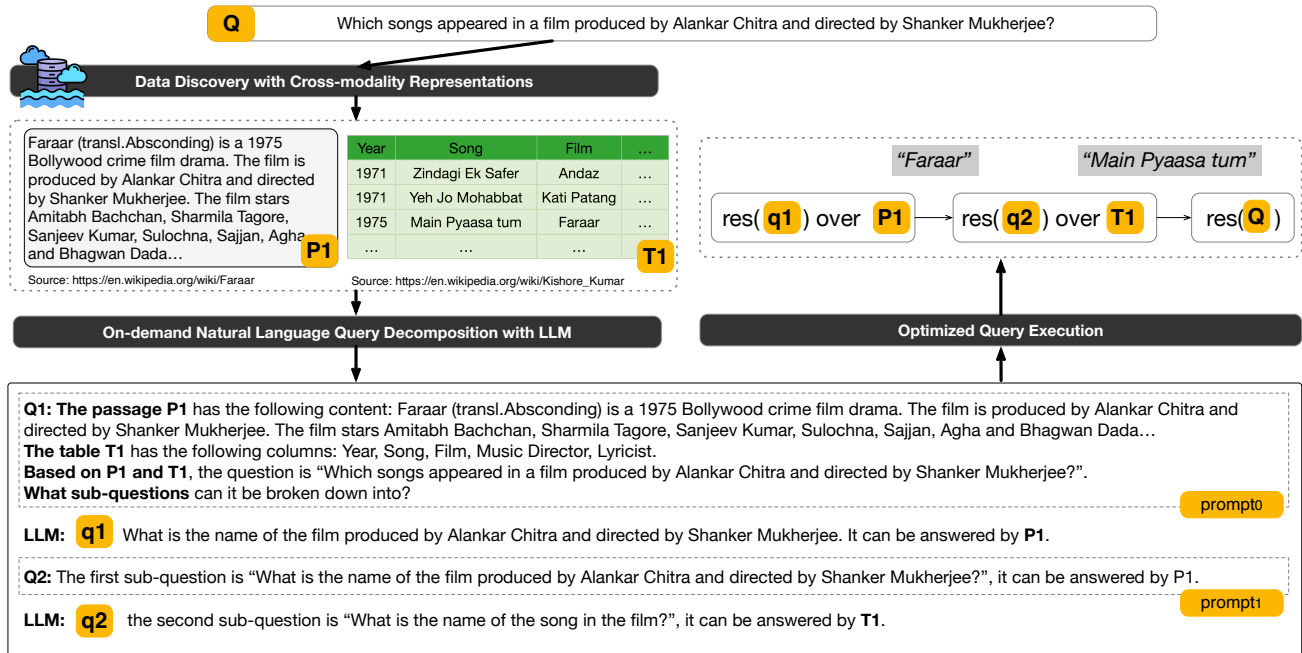 Q Which songs appeared in a film produced by Alankar Chitra and directed by Shanker Mukherjee?
Data Discovery with Cross-modality Representations
Faraar (transl.Absconding) is a 1975
Bollywood crime film drama. The film is
produced by Alankar Chitra and directed
by Shanker Mukherjee. The film stars
Amitabh Bachchan, Sharmila Tagore,
Sanjeev Kumar, Sulochna, Sajjan, Agha
and Bhagwan Dada…
P1
Source: https://en.wikipedia.org/wiki/Faraar
Year Song Film …
1971 Zindagi Ek Safer Andaz …
1971 Yeh Jo Mohabbat Kati Patang …
1975 Main Pyaasa tum Faraar …
… … …
T1
Source: https://en.wikipedia.org/wiki/Kishore_Kumar
“Faraar” “Main Pyaasa tum”
res( q1 ) over P1 res( q2 ) over T1 res( Q )
On-demand Natural Language Query Decomposition with LLM
Optimized Query Execution
Q1: The passage P1 has the following content: Faraar (transl.Absconding) is a 1975 Bollywood crime film drama. The film is produced by Alankar Chitra and
directed by Shanker Mukherjee. The film stars Amitabh Bachchan, Sharmila Tagore, Sanjeev Kumar, Sulochna, Sajjan, Agha and Bhagwan Dada…
The table T1 has the following columns: Year, Song, Film, Music Director, Lyricist.
Based on P1 and T1, the question is “Which songs appeared in a film produced by Alankar Chitra and directed by Shanker Mukherjee?”.
What sub-questions can it be broken down into?
prompt0
LLM: q1 What is the name of the film produced by Alankar Chitra and directed by Shanker Mukherjee. It can be answered by P1.
Q2: The first sub-question is “What is the name of the film produced by Alankar Chitra and directed by Shanker Mukherjee?”, it can be answered by P1.
prompt1
LLM: q2 the second sub-question is “What is the name of the song in the film?”, it can be answered by T1.